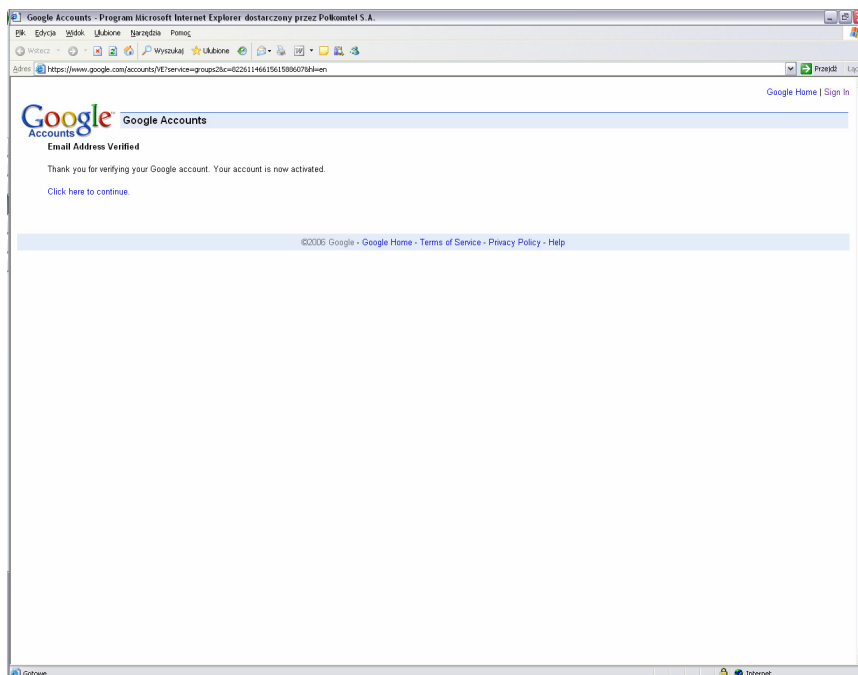 Google Accounts - Program Microsoft Internet Explorer dostarczony przez Polkomtel S.A.
Plik Edycja Widok Ulubione Narzędzia Pomoc
Wstecz Wyszukaj Ulubione
Adres https://www.google.com/accounts/VE?service=groups2&c=8226114661561588607&hl=en Przejdź Łąc
Google Home | Sign In
Google™ Accounts
Google Accounts
Email Address Verified
Thank you for verifying your Google account. Your account is now activated.
Click here to continue.
©2006 Google - Google Home - Terms of Service - Privacy Policy - Help
Gotowe Internet